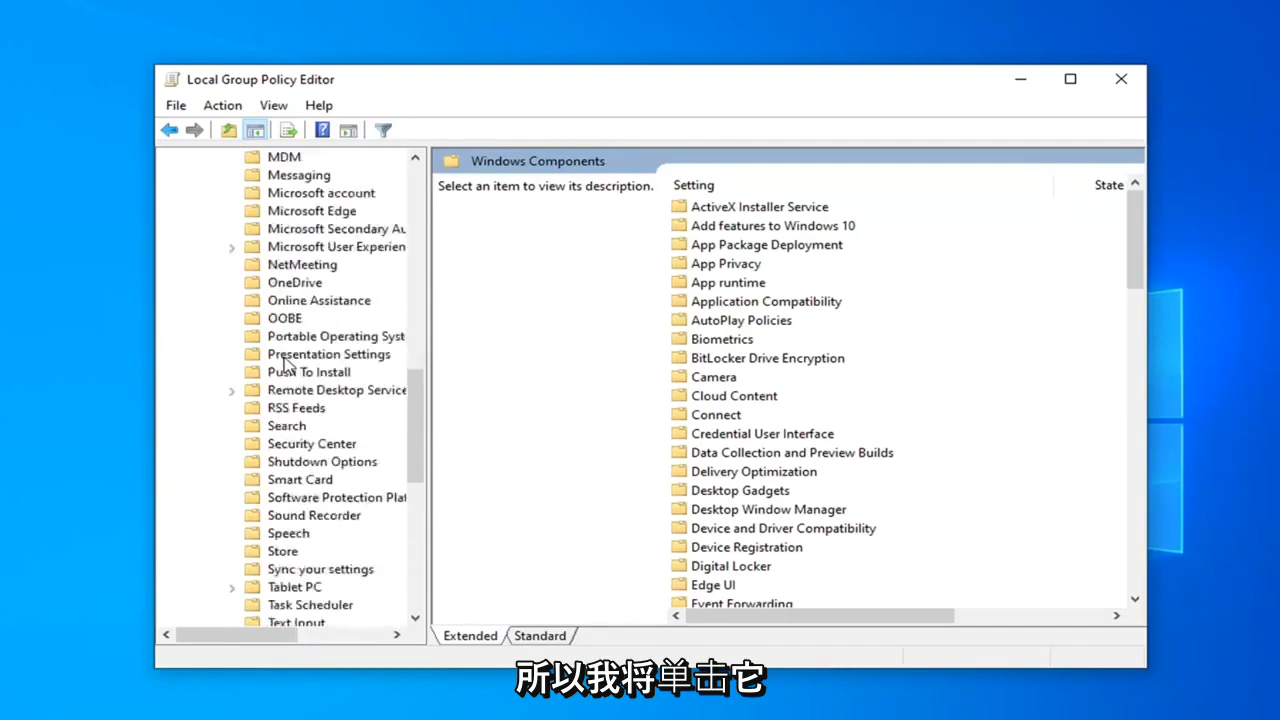 Local Group Policy Editor
File Action View Help
MDM
Messaging
Microsoft account
Microsoft Edge
Microsoft Secondary Au
Microsoft User Experien
NetMeeting
OneDrive
Online Assistance
OOBE
Portable Operating Syst
Presentation Settings
Push To Install
Remote Desktop Service
RSS Feeds
Search
Security Center
Shutdown Options
Smart Card
Software Protection Plat
Sound Recorder
Speech
Store
Sync your settings
Tablet PC
Task Scheduler
Text Input
Windows Components
Select an item to view its description.
Setting State
ActiveX Installer Service
Add features to Windows 10
App Package Deployment
App Privacy
App runtime
Application Compatibility
AutoPlay Policies
Biometrics
BitLocker Drive Encryption
Camera
Cloud Content
Connect
Credential User Interface
Data Collection and Preview Builds
Delivery Optimization
Desktop Gadgets
Desktop Window Manager
Device and Driver Compatibility
Device Registration
Digital Locker
Edge UI
Event Forwarding
Extended Standard
所以我将单击它